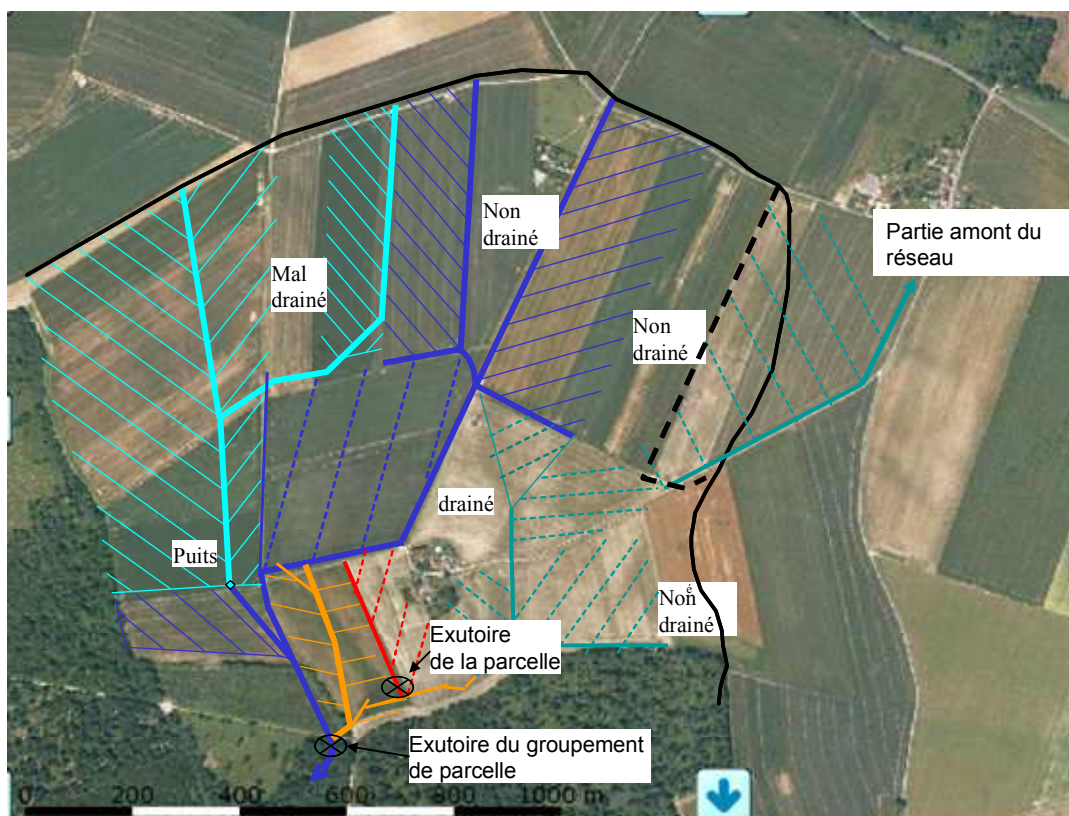 Non
drainé
Partie amont du
réseau
Mal
drainé
Non
drainé
drainé
Puits
Non
drainé
Exutoire
de la parcelle
Exutoire du groupement
de parcelle
0 200 400 600 800 1000 m